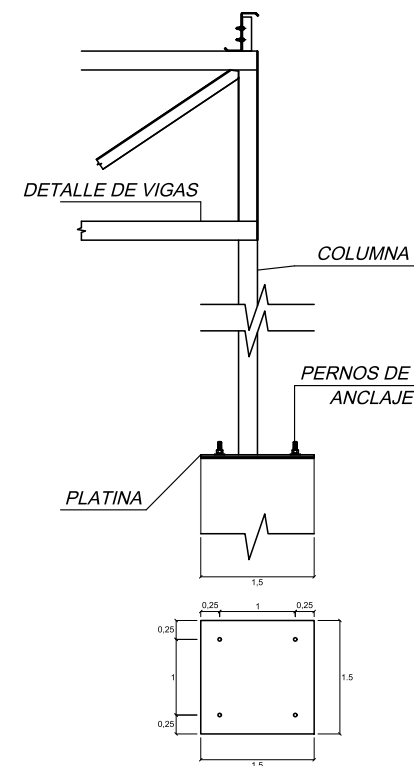 DETALLE DE VIGAS
COLUMNA
PERNOS DE
ANCLAJE
PLATINA
1,5
0,25 1 0,25
0,25
1
1.5
0,25
1,5